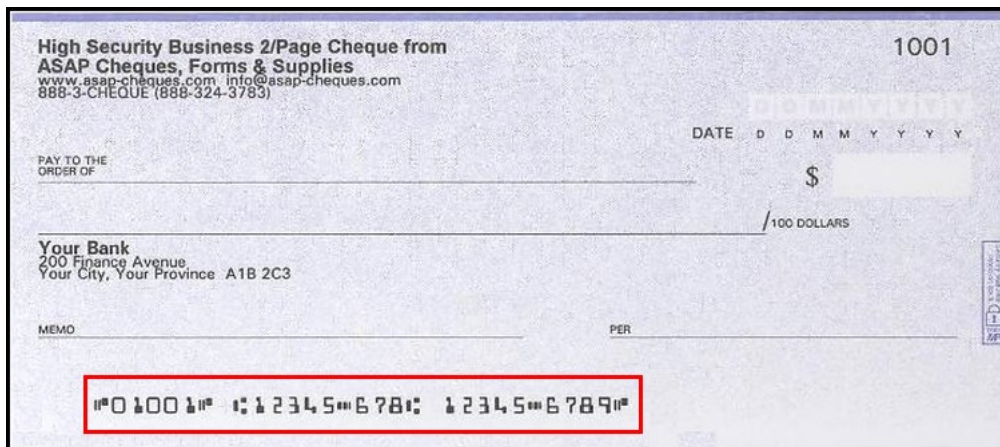 High Security Business 2/Page Cheque from
ASAP Cheques, Forms & Supplies
www.asap-cheques.com info@asap-cheques.com
888-3-CHEQUE (888-324-3783)
1001
D D M M Y Y Y Y
DATE D D M M Y Y Y Y
PAY TO THE
ORDER OF
$
/100 DOLLARS
Your Bank
200 Finance Avenue
Your City, Your Province A1B 2C3
MEMO
PER
⑈01001⑈ ⑆12345⑉678⑆ 12345⑉6789⑈